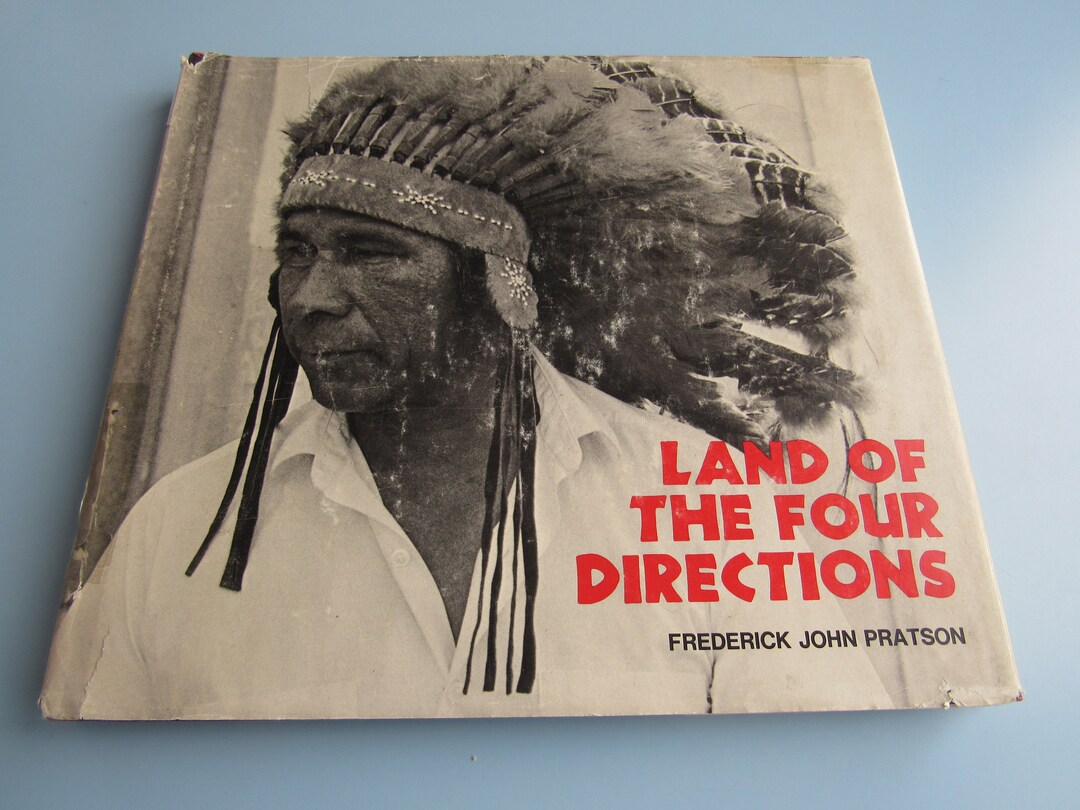 LAND OF
THE FOUR
DIRECTIONS
FREDERICK JOHN PRATSON